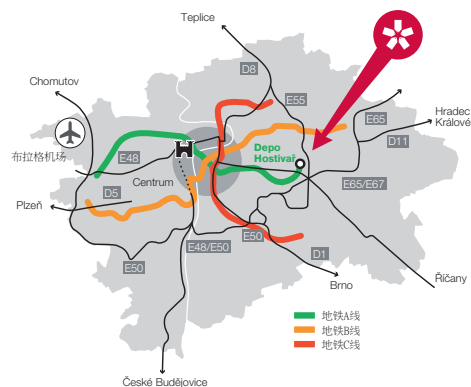 Teplice
D8
E55
Chomutov
E65
Hradec
Králové
D11
布拉格机场
E48
Depo
Hostivař
Centrum
D5
E65/E67
Plzeň
E48/E50
E50
E50
D1
Říčany
Brno
地铁A线
地铁B线
地铁C线
České Budějovice